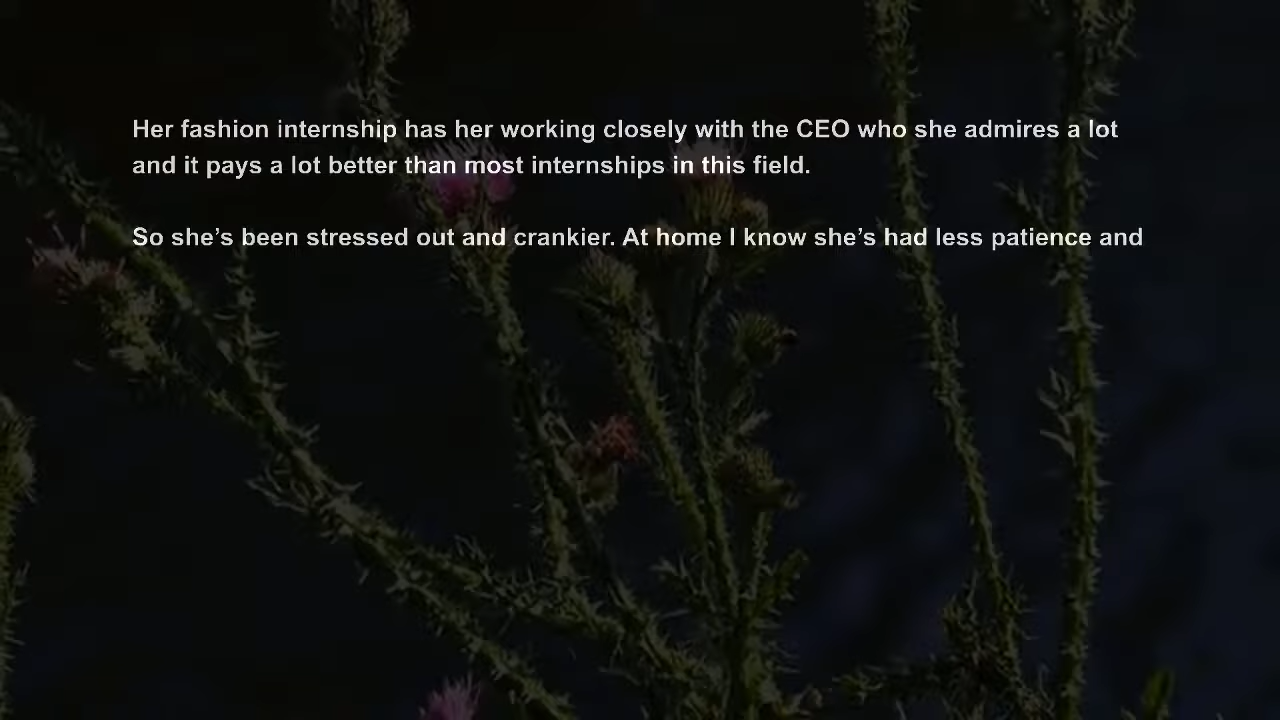 Her fashion internship has her working closely with the CEO who she admires a lot
and it pays a lot better than most internships in this field.
So she’s been stressed out and crankier. At home I know she’s had less patience and